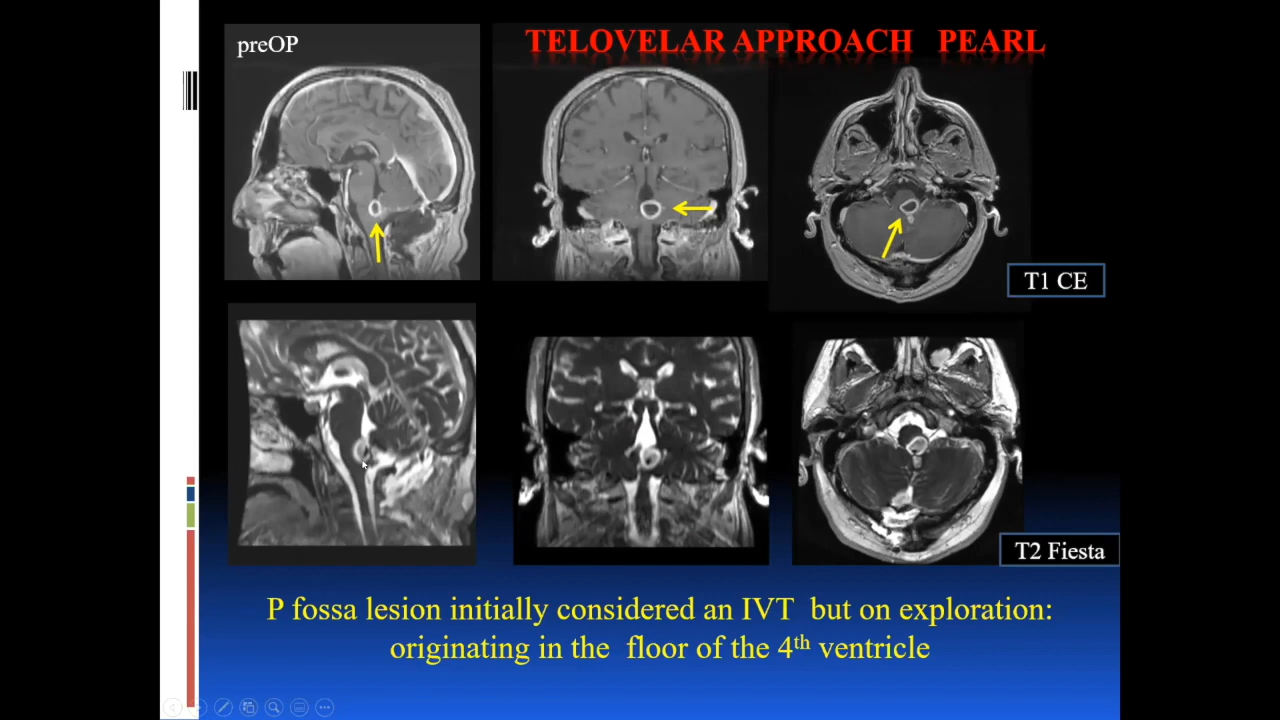 preOP
TELOVELAR APPROACH PEARL
T1 CE
T2 Fiesta
P fossa lesion initially considered an IVT but on exploration:
originating in the floor of the 4th ventricle